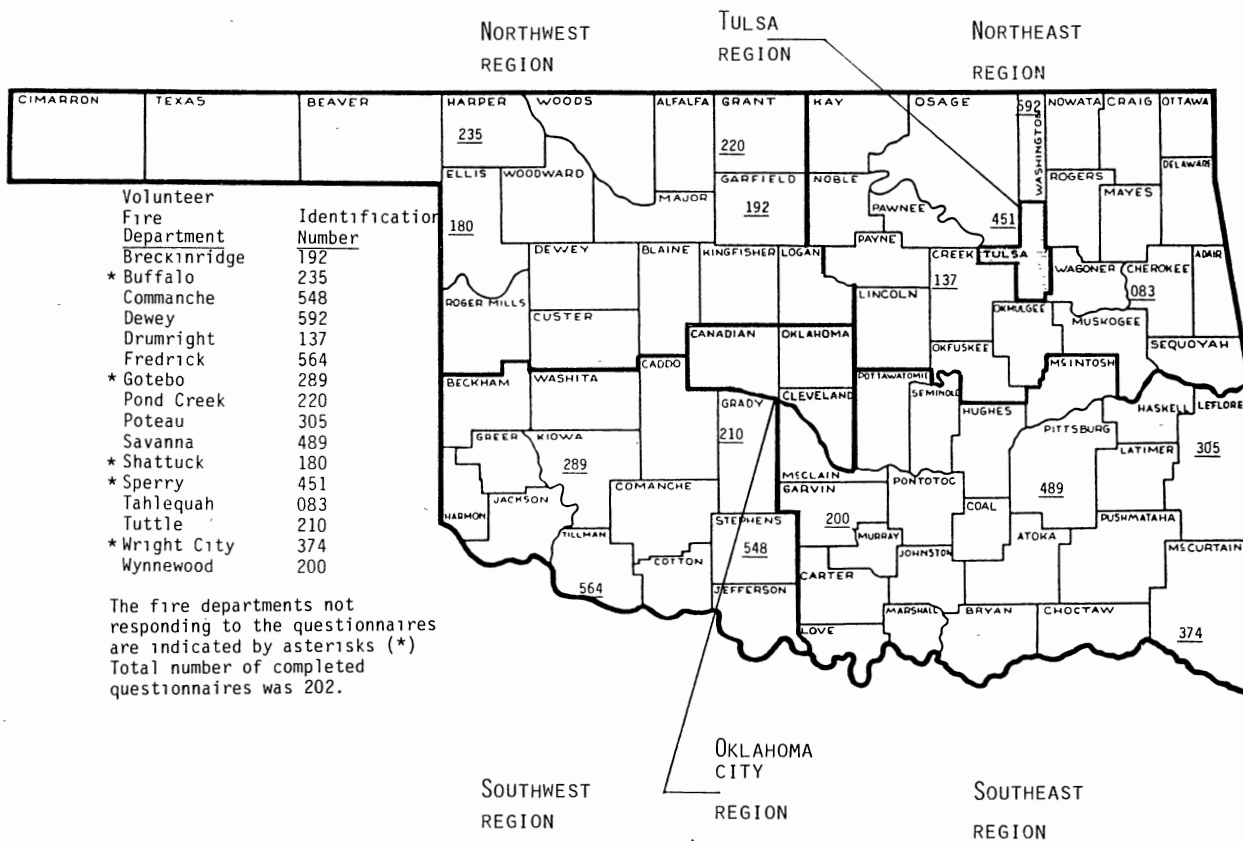 NORTHWEST
REGION
TULSA
REGION
NORTHEAST
REGION
CIMARRON
TEXAS
BEAVER
HARPER
WOODS
ALFALFA
GRANT
KAY
OSAGE
592
WASHINGTON
NOWATA
CRAIG
OTTAWA
235
220
ELLIS
WOODWARD
MAJOR
GARFIELD
NOBLE
PAWNEE
ROGERS
MAYES
DELAWARE
180
192
451
DEWEY
BLAINE
KINGFISHER
LOGAN
PAYNE
CREEK
TULSA
WAGONER
CHEROKEE
ADAIR
137
083
ROGER MILLS
CUSTER
LINCOLN
OKMULGEE
MUSKOGEE
CANADIAN
OKLAHOMA
OKFUSKEE
SEQUOYAH
BECKHAM
WASHITA
CADDO
POTTAWATOMIE
MCINTOSH
GRADY
CLEVELAND
SEMINOLD
HUGHES
HASKELL
LEFLORE
210
GREER
KIOWA
PITTSBURG
289
MCCLAIN
LATIMER
305
COMANCHE
GARVIN
PONTOTOC
489
JACKSON
HARMON
200
COAL
PUSHMATAHA
TILLMAN
STEPHENS
MURRAY
ATOKA
MCCURTAIN
COTTON
548
JOHNSTON
564
JEFFERSON
CARTER
LOVE
MARSHALL
BRYAN
CHOCTAW
374
Volunteer
Fire Identification
Department Number
Breckinridge 192
* Buffalo 235
Commanche 548
Dewey 592
Drumright 137
Fredrick 564
* Gotebo 289
Pond Creek 220
Poteau 305
Savanna 489
* Shattuck 180
* Sperry 451
Tahlequah 083
Tuttle 210
* Wright City 374
Wynnewood 200
The fire departments not
responding to the questionnaires
are indicated by asterisks (*)
Total number of completed
questionnaires was 202.
SOUTHWEST
REGION
OKLAHOMA
CITY
REGION
SOUTHEAST
REGION